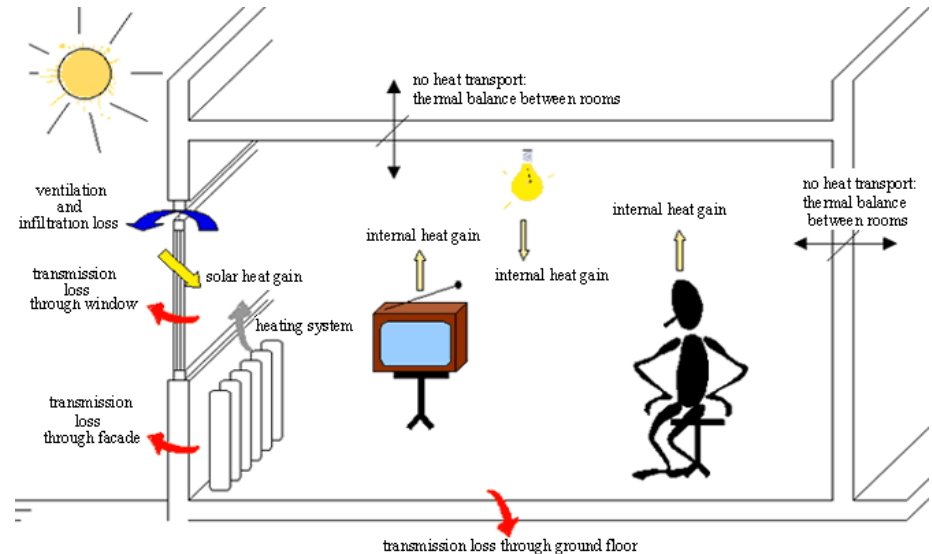 no heat transport:
thermal balance between rooms
ventilation
and
infiltration loss
no heat transport:
thermal balance
between rooms
internal heat gain
internal heat gain
internal heat gain
solar heat gain
transmission
loss
through window
heating system
transmission
loss
through facade
transmission loss through ground floor